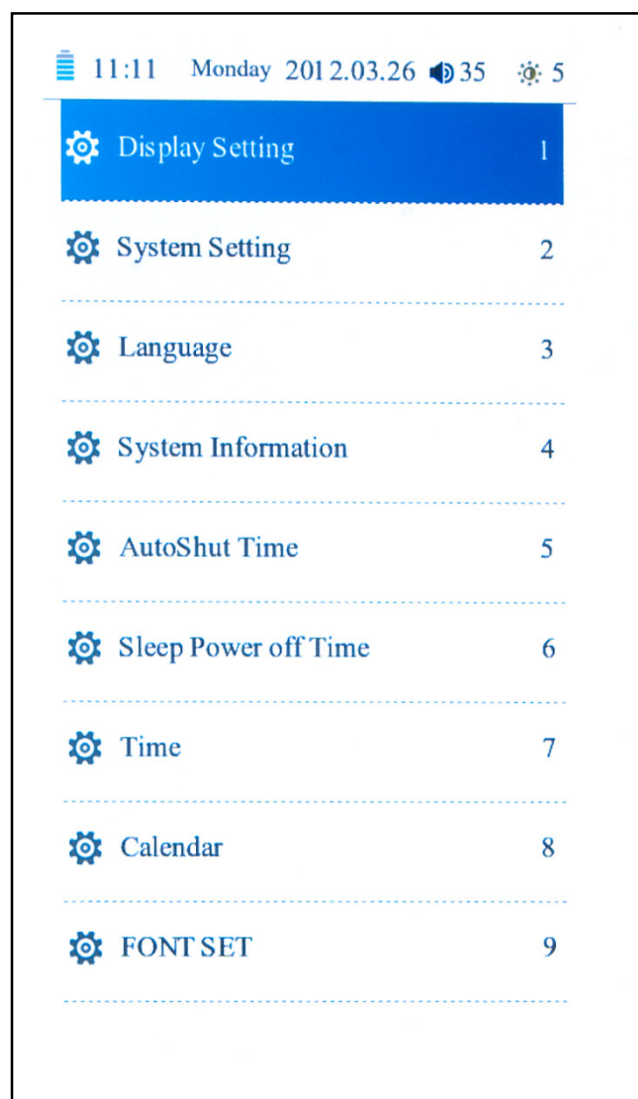 11:11 Monday 2012.03.26 35 5
Display Setting 1
System Setting 2
Language 3
System Information 4
AutoShut Time 5
Sleep Power off Time 6
Time 7
Calendar 8
FONT SET 9